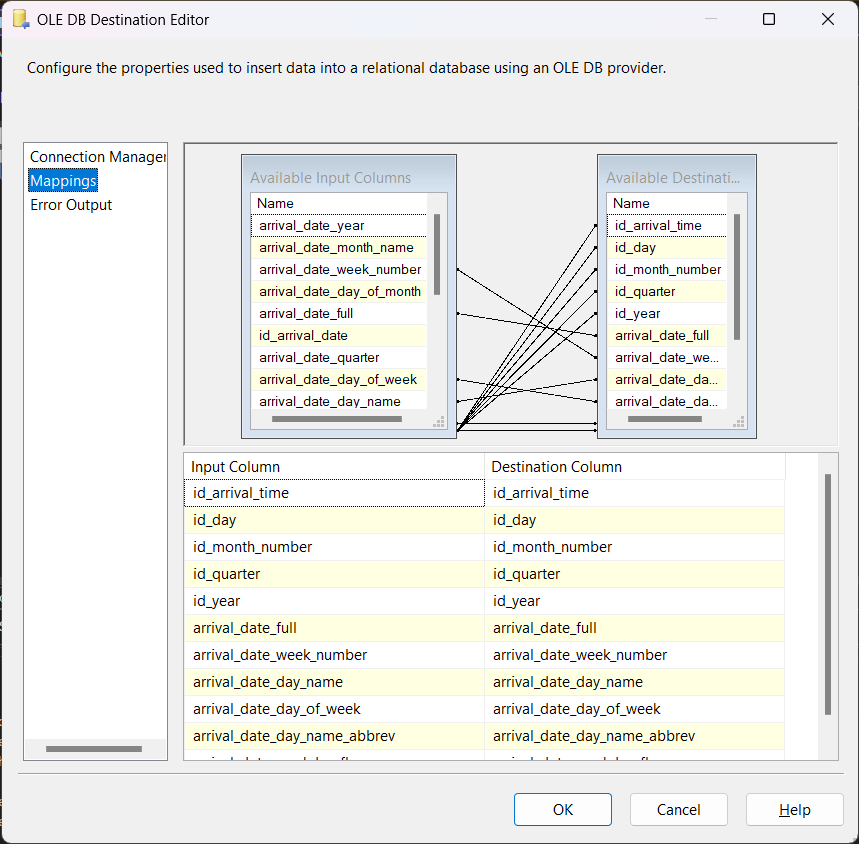 OLE DB Destination Editor
Configure the properties used to insert data into a relational database using an OLE DB provider.
Connection Manager
Mappings
Error Output
Available Input Columns
Name
arrival_date_year
arrival_date_month_name
arrival_date_week_number
arrival_date_day_of_month
arrival_date_full
id_arrival_date
arrival_date_quarter
arrival_date_day_of_week
arrival_date_day_name
Available Destinati...
Name
id_arrival_time
id_day
id_month_number
id_quarter
id_year
arrival_date_full
arrival_date_we...
arrival_date_da...
arrival_date_da...
Input Column Destination Column
id_arrival_time id_arrival_time
id_day id_day
id_month_number id_month_number
id_quarter id_quarter
id_year id_year
arrival_date_full arrival_date_full
arrival_date_week_number arrival_date_week_number
arrival_date_day_name arrival_date_day_name
arrival_date_day_of_week arrival_date_day_of_week
arrival_date_day_name_abbrev arrival_date_day_name_abbrev
OK Cancel Help